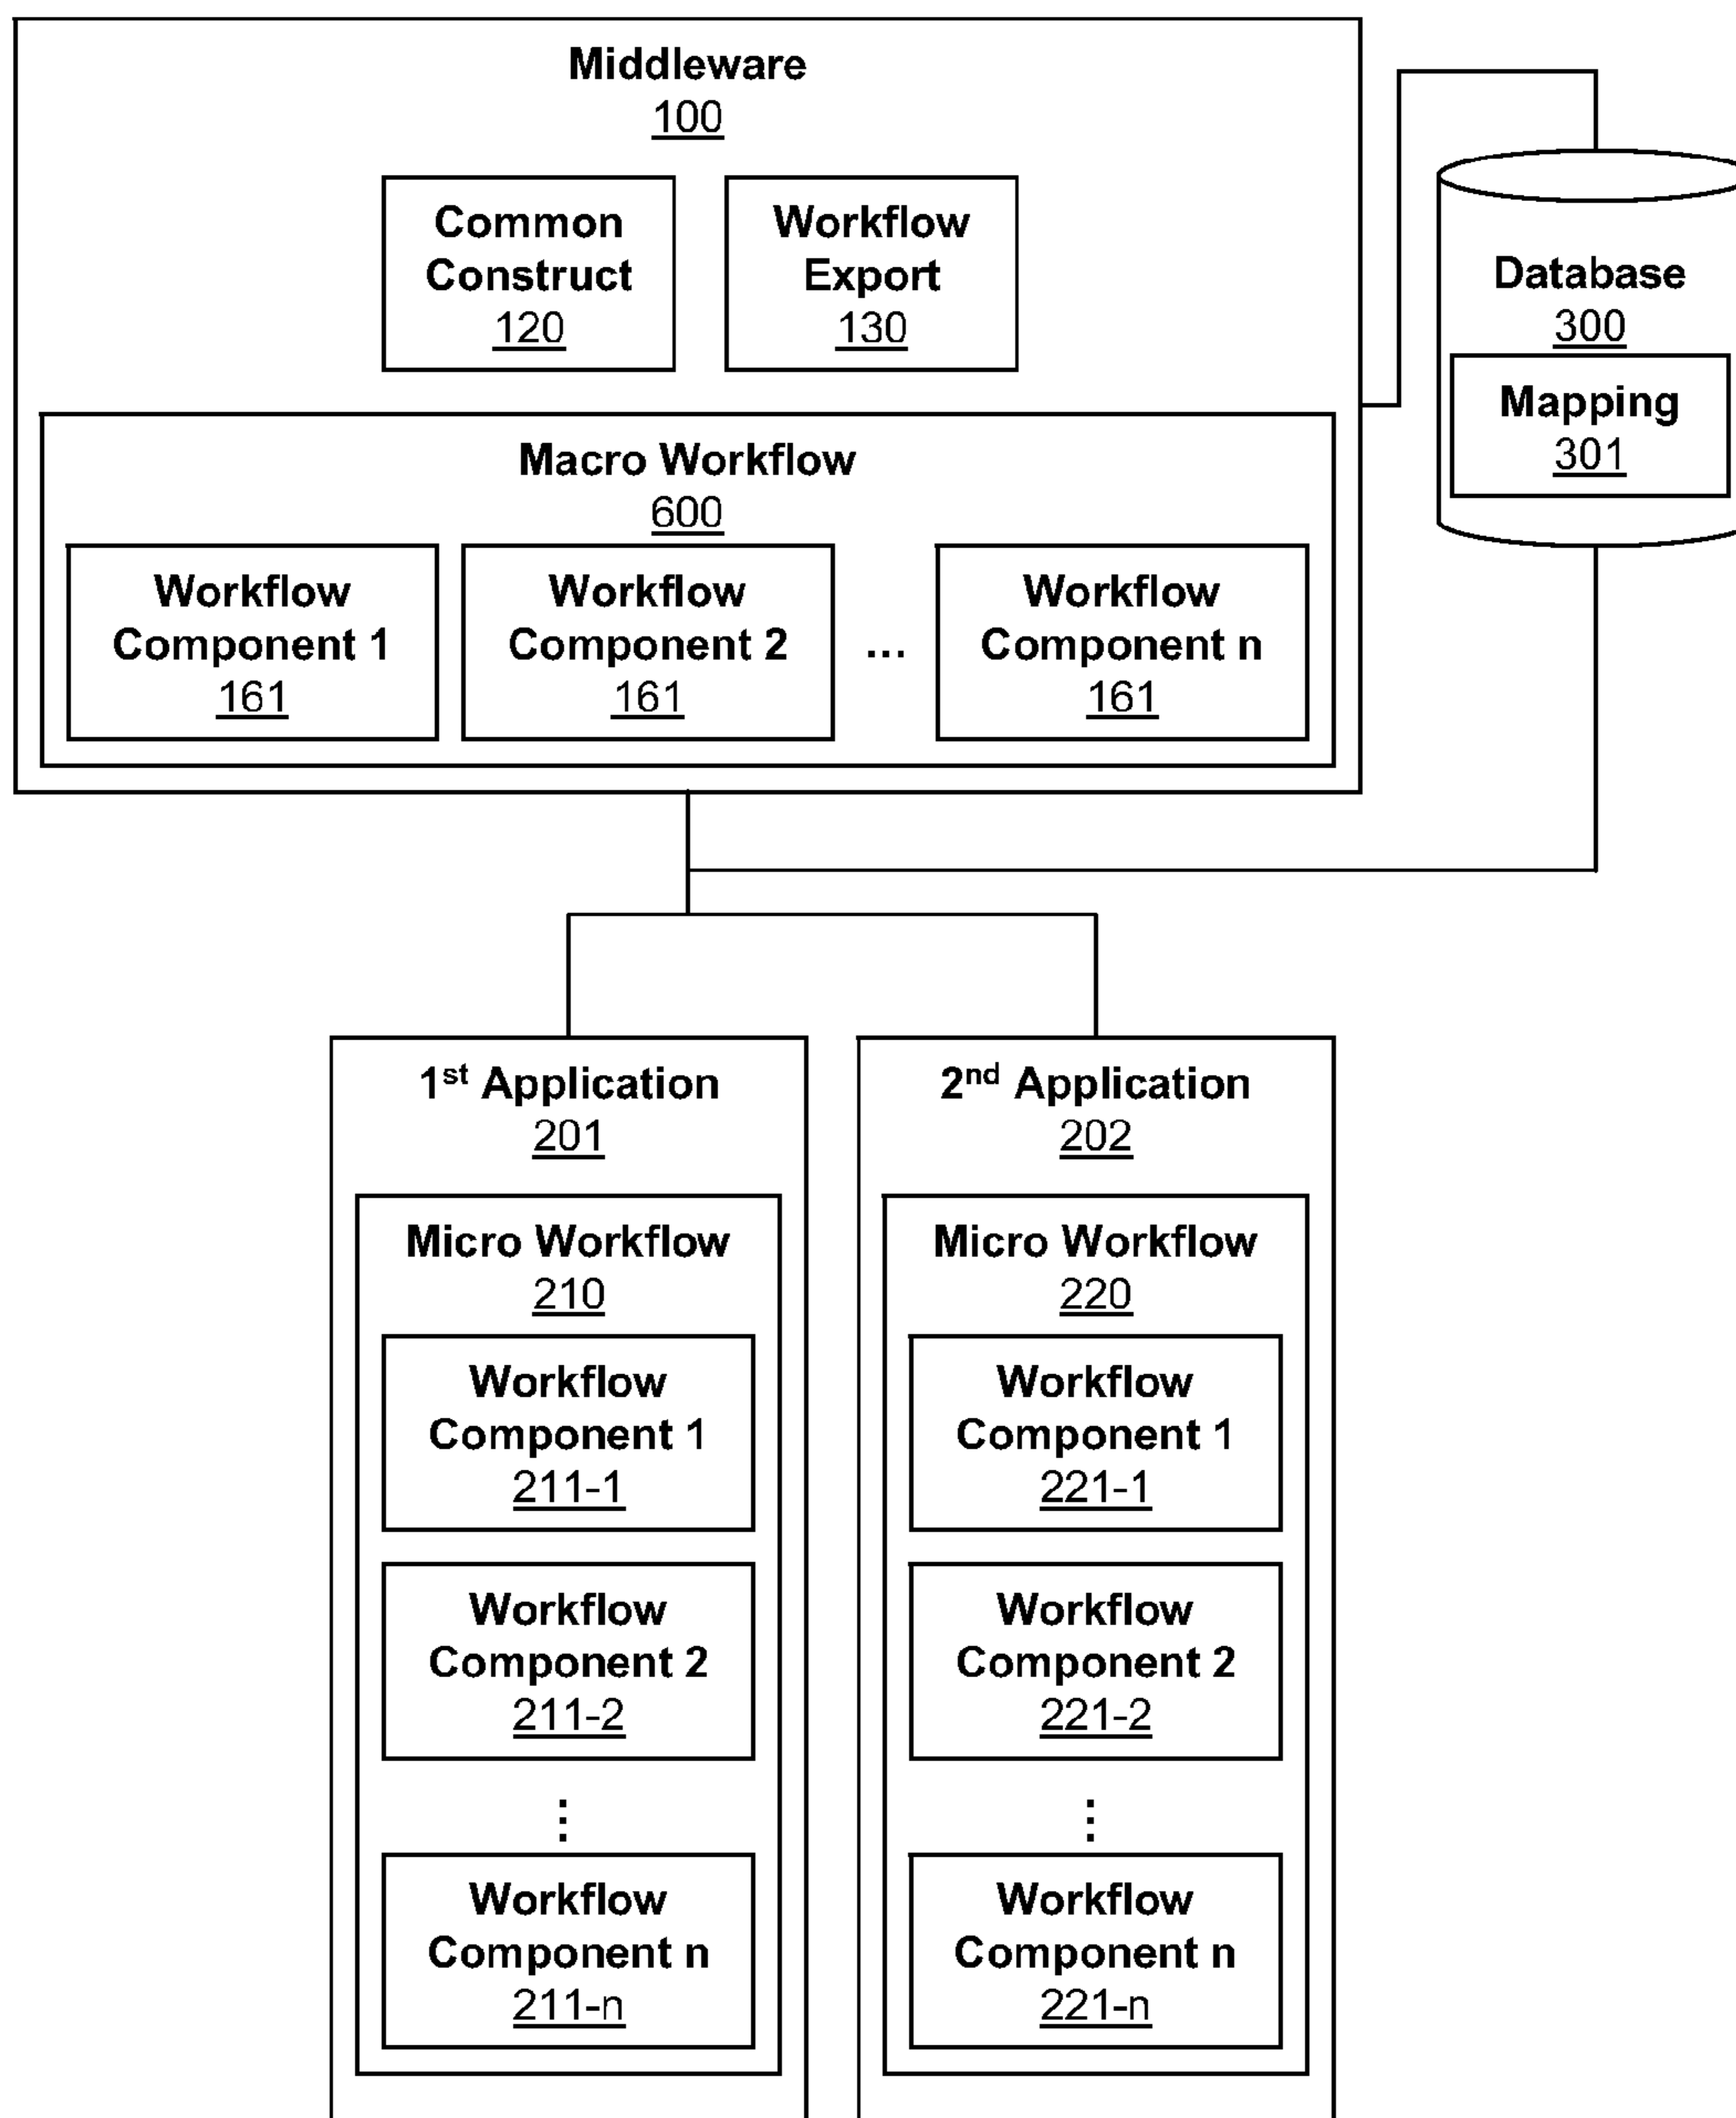 Middleware
100
Common
Construct
120
Workflow
Export
130
Database
300
Mapping
301
Macro Workflow
600
Workflow
Component 1
161
Workflow
Component 2
161
...
Workflow
Component n
161
1st Application
201
Micro Workflow
210
Workflow
Component 1
211-1
Workflow
Component 2
211-2
⋮
Workflow
Component n
211-n
2nd Application
202
Micro Workflow
220
Workflow
Component 1
221-1
Workflow
Component 2
221-2
⋮
Workflow
Component n
221-n